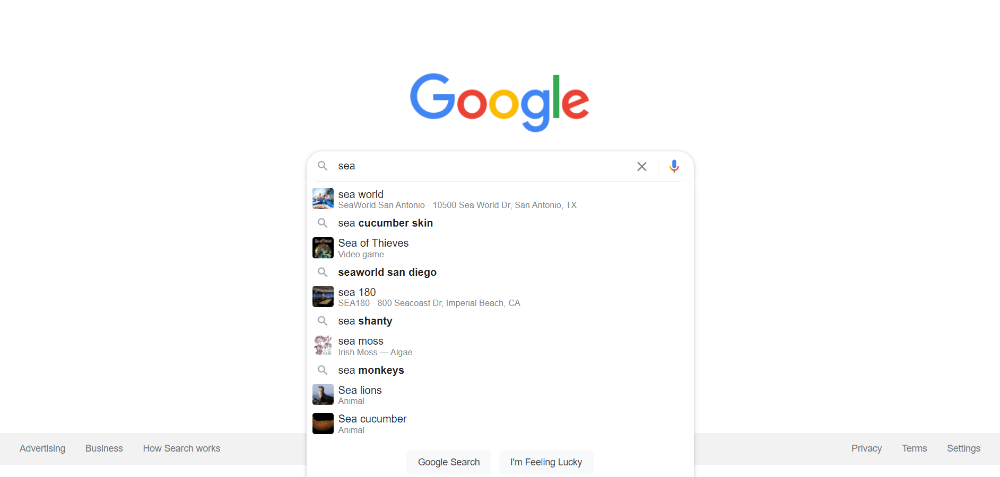 Google
sea
sea world
SeaWorld San Antonio · 10500 Sea World Dr, San Antonio, TX
sea cucumber skin
Sea of Thieves
Video game
seaworld san diego
sea 180
SEA180 · 800 Seacoast Dr, Imperial Beach, CA
sea shanty
sea moss
Irish Moss — Algae
sea monkeys
Sea lions
Animal
Sea cucumber
Animal
Advertising Business How Search works Privacy Terms Settings
Google Search I'm Feeling Lucky